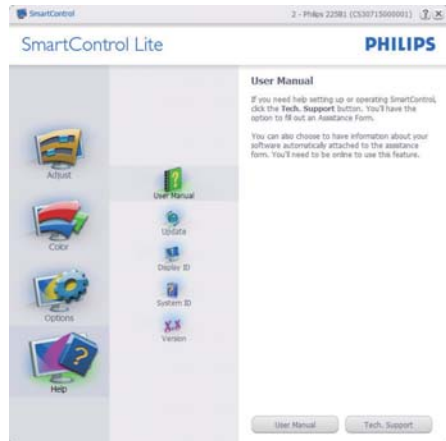 SmartControl
2 - Philips 225B1 (CS30715000001)
SmartControl Lite
PHILIPS
Adjust
Color
Options
Help
User Manual
Update
Display ID
System ID
Version
User Manual
If you need help setting up or operating SmartControl,
click the Tech. Support button. You'll have the
option to fill out an Assistance Form.
You can also choose to have information about your
software automatically attached to the assistance
form. You'll need to be online to use this feature.
User Manual
Tech. Support